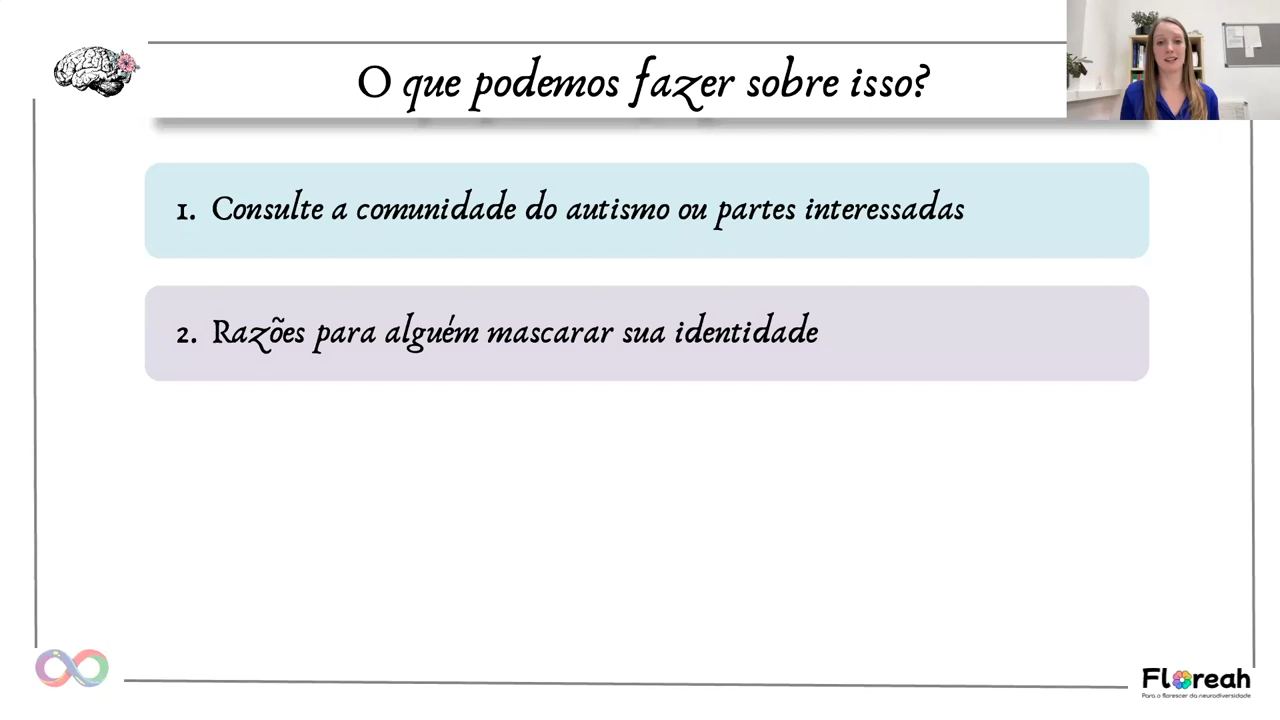 O que podemos fazer sobre isso?
1. Consulte a comunidade do autismo ou partes interessadas
2. Razões para alguém mascarar sua identidade
Floreah
Para o florescer da neurodiversidade